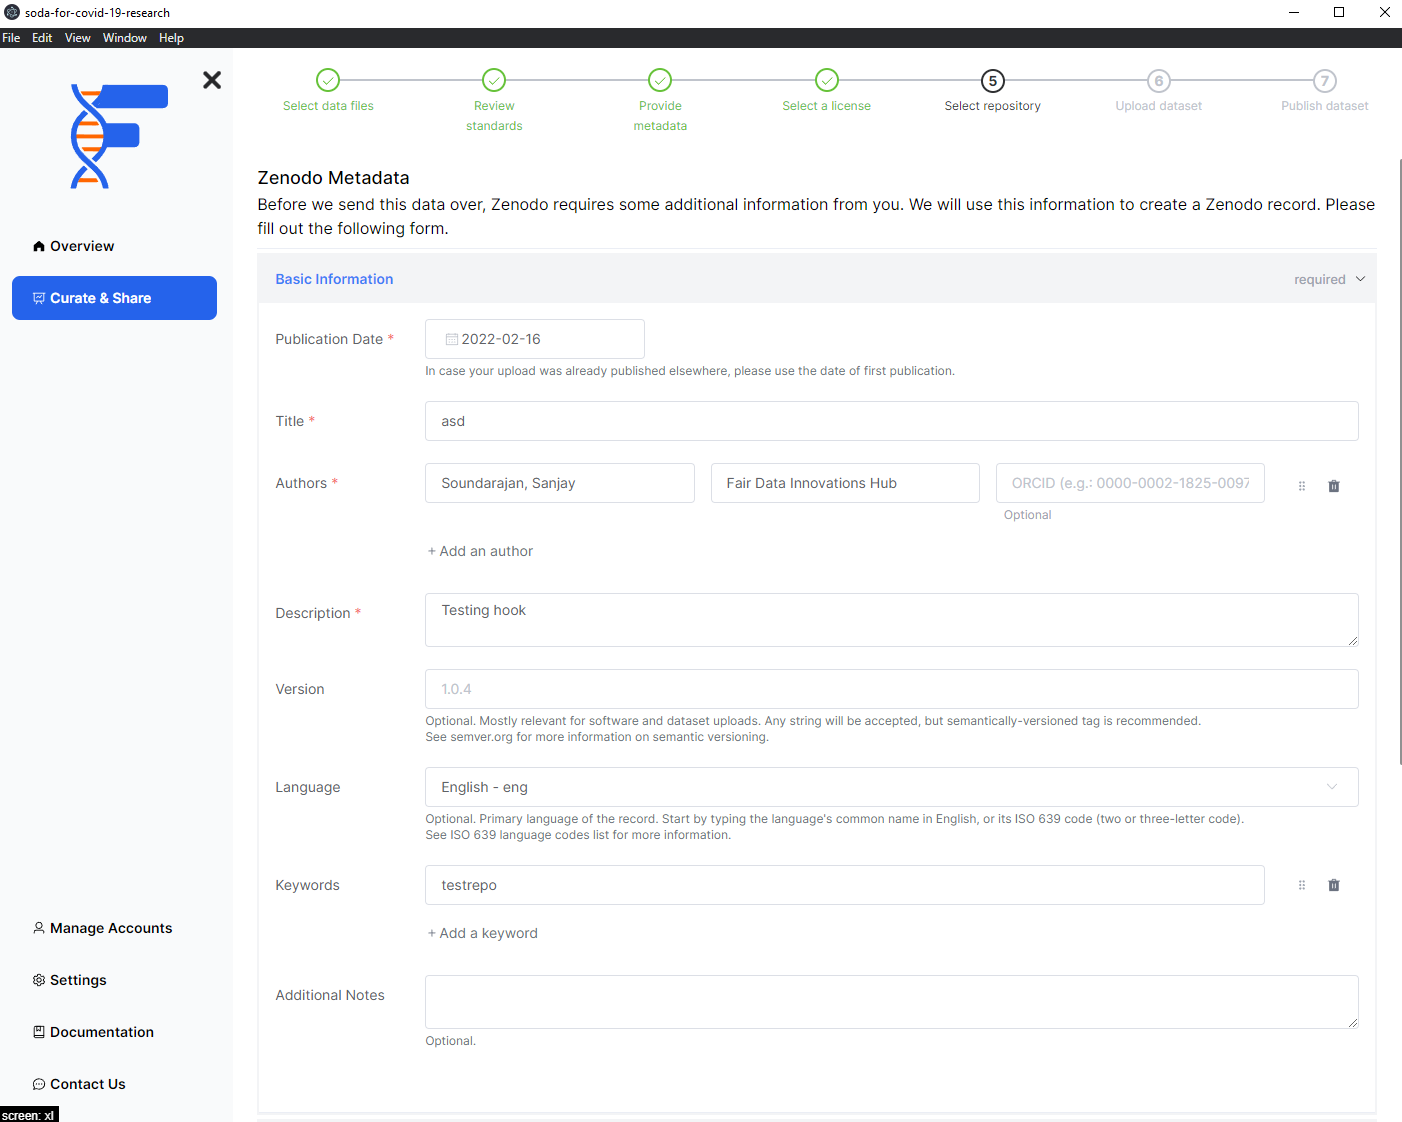 soda-for-covid-19-research
File Edit View Window Help
Select data files
Review
standards
Provide
metadata
Select a license
5
Select repository
6
Upload dataset
7
Publish dataset
Overview
Curate & Share
Manage Accounts
Settings
Documentation
Contact Us
screen: xl
Zenodo Metadata
Before we send this data over, Zenodo requires some additional information from you. We will use this information to create a Zenodo record. Please
fill out the following form.
Basic Information required
Publication Date * 2022-02-16
In case your upload was already published elsewhere, please use the date of first publication.
Title * asd
Authors * Soundarajan, Sanjay Fair Data Innovations Hub ORCID (e.g.: 0000-0002-1825-0097
Optional
+ Add an author
Description * Testing hook
Version 1.0.4
Optional. Mostly relevant for software and dataset uploads. Any string will be accepted, but semantically-versioned tag is recommended.
See semver.org for more information on semantic versioning.
Language English - eng
Optional. Primary language of the record. Start by typing the language's common name in English, or its ISO 639 code (two or three-letter code).
See ISO 639 language codes list for more information.
Keywords testrepo
+ Add a keyword
Additional Notes
Optional.